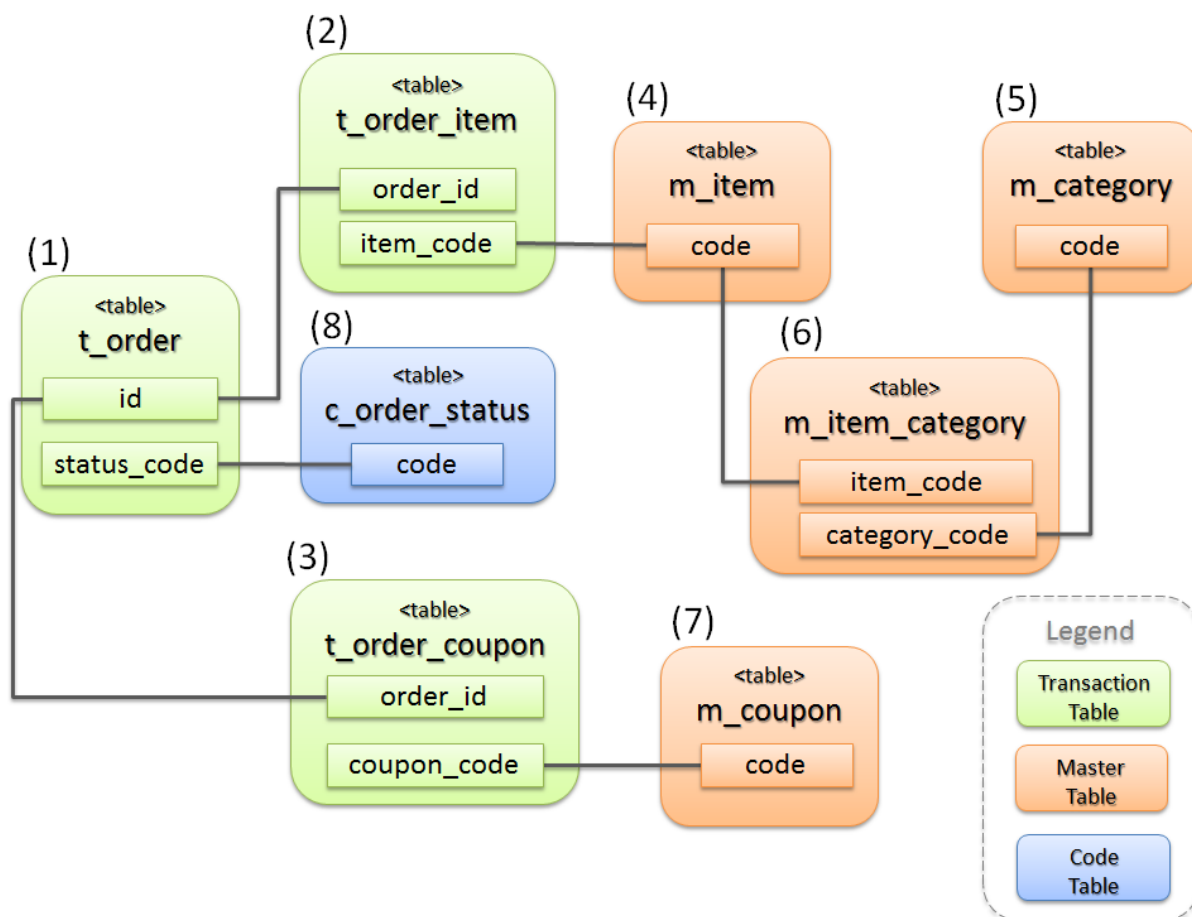 (1)
<table>
t_order
id
status_code
(2)
<table>
t_order_item
order_id
item_code
(3)
<table>
t_order_coupon
order_id
coupon_code
(4)
<table>
m_item
code
(5)
<table>
m_category
code
(6)
<table>
m_item_category
item_code
category_code
(7)
<table>
m_coupon
code
(8)
<table>
c_order_status
code
Legend
Transaction
Table
Master
Table
Code
Table